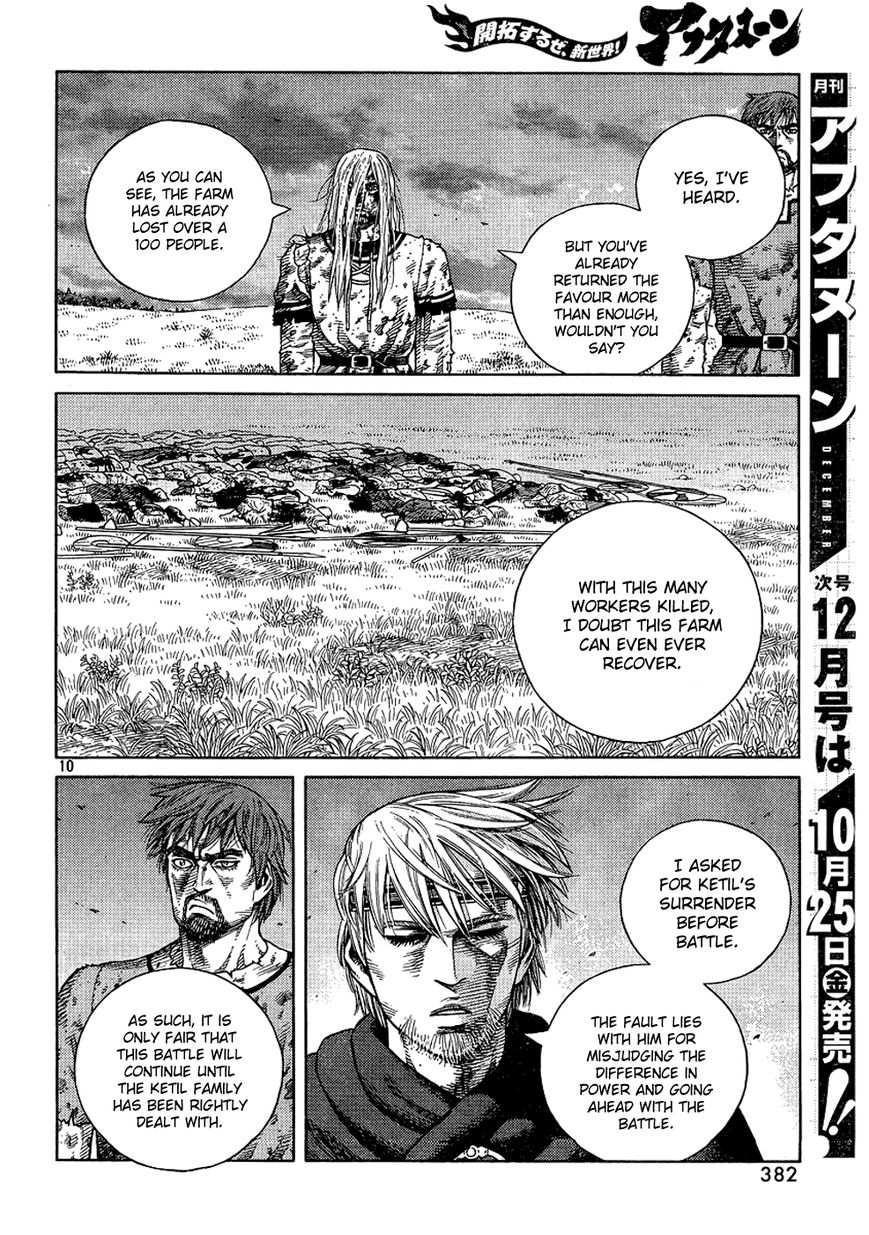 開拓するぜ、新世界!
アフタヌーン
YES, I'VE
HEARD.
BUT YOU'VE
ALREADY
RETURNED THE
FAVOUR MORE
THAN ENOUGH,
WOULDN'T YOU
SAY?
AS YOU CAN
SEE, THE FARM
HAS ALREADY
LOST OVER A
100 PEOPLE.
WITH THIS MANY
WORKERS KILLED,
I DOUBT THIS FARM
CAN EVEN EVER
RECOVER.
10
I ASKED
FOR KETIL'S
SURRENDER
BEFORE
BATTLE.
THE FAULT LIES
WITH HIM FOR
MISJUDGING THE
DIFFERENCE IN
POWER AND GOING
AHEAD WITH THE
BATTLE.
AS SUCH, IT IS
ONLY FAIR THAT
THIS BATTLE WILL
CONTINUE UNTIL
THE KETIL FAMILY
HAS BEEN RIGHTLY
DEALT WITH.
月刊
アフタヌーン
DECEMBER
次号
12月号は
10月25日(金)発売!!
382